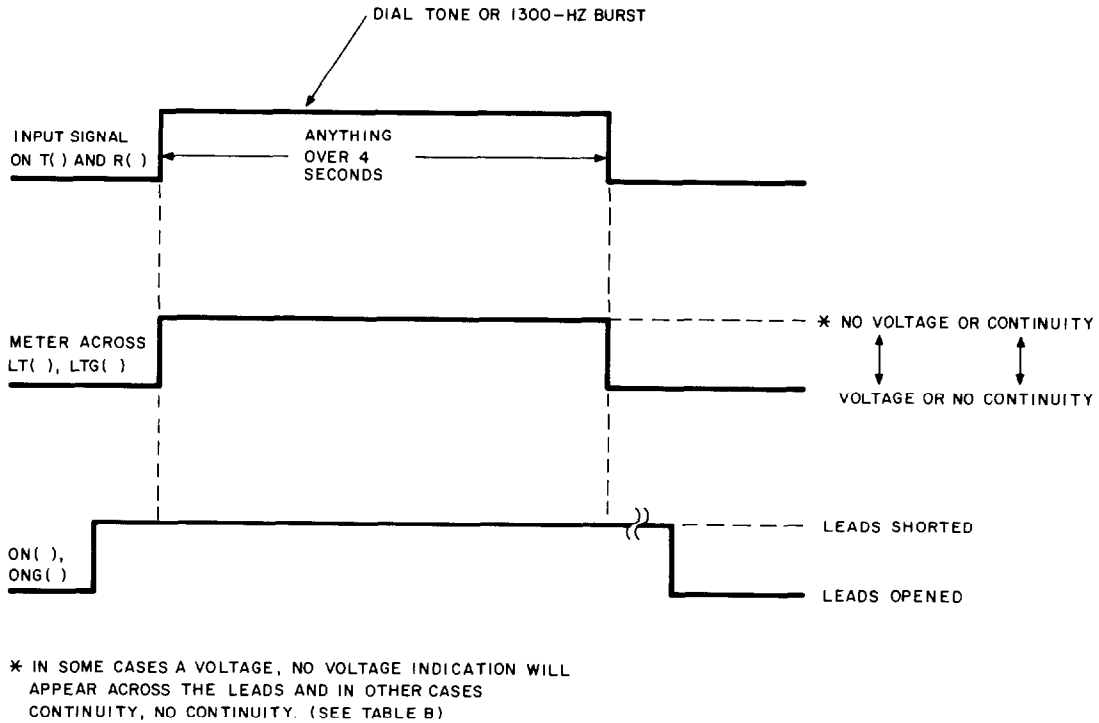 DIAL TONE OR 1300-HZ BURST
INPUT SIGNAL
ON T( ) AND R( )
ANYTHING
OVER 4
SECONDS
METER ACROSS
LT( ), LTG( )
* NO VOLTAGE OR CONTINUITY
VOLTAGE OR NO CONTINUITY
ON( ),
ONG( )
LEADS SHORTED
LEADS OPENED
* IN SOME CASES A VOLTAGE, NO VOLTAGE INDICATION WILL
APPEAR ACROSS THE LEADS AND IN OTHER CASES
CONTINUITY, NO CONTINUITY. (SEE TABLE B)